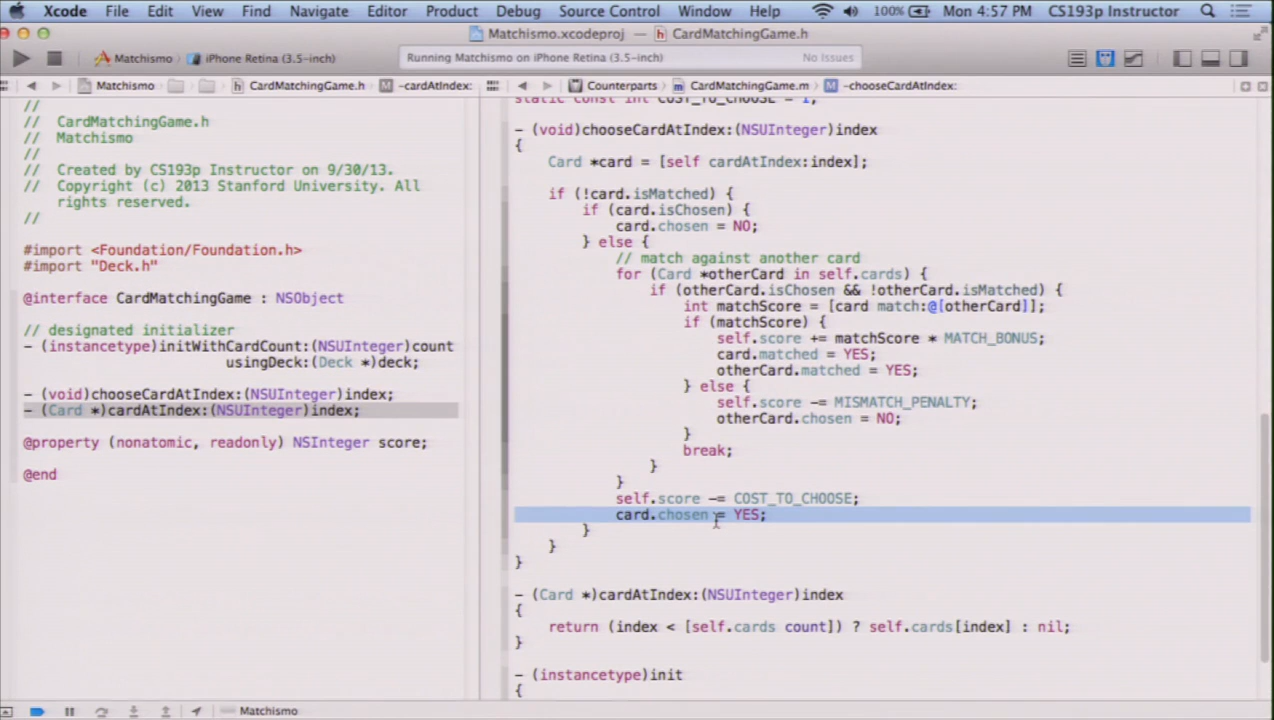 Xcode File Edit View Find Navigate Editor Product Debug Source Control Window Help 100% Mon 4:57 PM CS193p Instructor
Matchismo.xcodeproj — CardMatchingGame.h
Matchismo iPhone Retina (3.5-inch) Running Matchismo on iPhone Retina (3.5-inch) No Issues
Matchismo CardMatchingGame.h -cardAtIndex:
Counterparts CardMatchingGame.m -chooseCardAtIndex:
//
// CardMatchingGame.h
// Matchismo
//
// Created by CS193p Instructor on 9/30/13.
// Copyright (c) 2013 Stanford University. All
rights reserved.
//
#import <Foundation/Foundation.h>
#import "Deck.h"
@interface CardMatchingGame : NSObject
// designated initializer
- (instancetype)initWithCardCount:(NSUInteger)count
usingDeck:(Deck *)deck;
- (void)chooseCardAtIndex:(NSUInteger)index;
- (Card *)cardAtIndex:(NSUInteger)index;
@property (nonatomic, readonly) NSInteger score;
@end
static const int COST_TO_CHOOSE = 1;
- (void)chooseCardAtIndex:(NSUInteger)index
{
Card *card = [self cardAtIndex:index];
if (!card.isMatched) {
if (card.isChosen) {
card.chosen = NO;
} else {
// match against another card
for (Card *otherCard in self.cards) {
if (otherCard.isChosen && !otherCard.isMatched) {
int matchScore = [card match:@[otherCard]];
if (matchScore) {
self.score += matchScore * MATCH_BONUS;
card.matched = YES;
otherCard.matched = YES;
} else {
self.score -= MISMATCH_PENALTY;
otherCard.chosen = NO;
}
break;
}
}
self.score -= COST_TO_CHOOSE;
card.chosen = YES;
}
}
}
- (Card *)cardAtIndex:(NSUInteger)index
{
return (index < [self.cards count]) ? self.cards[index] : nil;
}
- (instancetype)init
{
Matchismo